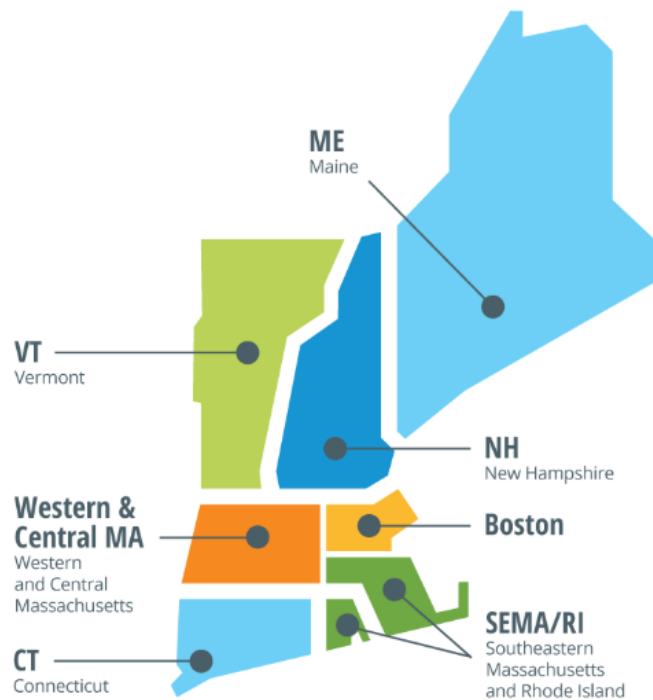 ME
Maine
VT
Vermont
NH
New Hampshire
Western &
Central MA
Western
and Central
Massachusetts
Boston
SEMA/RI
Southeastern
Massachusetts
and Rhode Island
CT
Connecticut